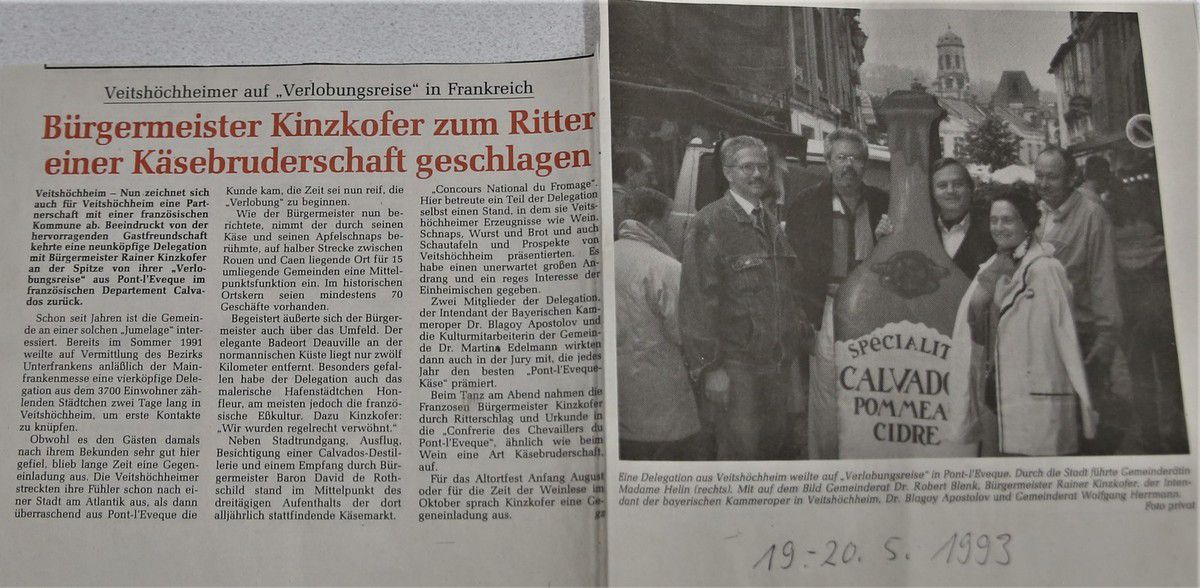 Veitshöchheimer auf „Verlobungsreise“ in Frankreich
Bürgermeister Kinzkofer zum Ritter
einer Käsebruderschaft geschlagen
Veitshöchheim – Nun zeichnet sich
auch für Veitshöchheim eine Part-
nerschaft mit einer französischen
Kommune ab. Beeindruckt von der
hervorragenden Gastfreundschaft
kehrte eine neunköpfige Delegation
mit Bürgermeister Rainer Kinzkofer
an der Spitze von ihrer „Verlo-
bungsreise“ aus Pont-l'Eveque im
französischen Departement Calva-
dos zurück.
Schon seit Jahren ist die Gemein-
de an einer solchen „Jumelage“ inter-
essiert. Bereits im Sommer 1991
weilte auf Vermittlung des Bezirks
Unterfrankens anläßlich der Main-
frankenmesse eine vierköpfige Dele-
gation aus dem 3700 Einwohner zäh-
lenden Städtchen zwei Tage lang in
Veitshöchheim, um erste Kontakte
zu knüpfen.
Obwohl es den Gästen damals
nach ihrem Bekunden sehr gut hier
gefiel, blieb lange Zeit eine Gegen-
einladung aus. Die Veitshöchheimer
streckten ihre Fühler schon nach ei-
ner Stadt am Atlantik aus, als dann
überraschend aus Pont-l'Eveque die
Kunde kam, die Zeit sei nun reif, die
„Verlobung“ zu beginnen.
Wie der Bürgermeister nun be-
richtete, nimmt der durch seinen
Käse und seinen Apfelschnaps be-
rühmte, auf halber Strecke zwischen
Rouen und Caen liegende Ort für 15
umliegende Gemeinden eine Mittel-
punktsfunktion ein. Im historischen
Ortskern seien mindestens 70
Geschäfte vorhanden.
Begeistert äußerte sich der Bürger-
meister auch über das Umfeld. Der
elegante Badeort Deauville an der
normannischen Küste liegt nur zwölf
Kilometer entfernt. Besonders gefal-
len habe der Delegation auch das
malerische Hafenstädtchen Hon-
fleur, am meisten jedoch die franzö-
sische Eßkultur. Dazu Kinzkofer:
„Wir wurden regelrecht verwöhnt.“
Neben Stadtrundgang, Ausflug,
Besichtigung einer Calvados-Destil-
lerie und einem Empfang durch Bür-
germeister Baron David de Roth-
schild stand im Mittelpunkt des
dreitägigen Aufenthalts der dort
alljährlich stattfindende Käsemarkt.
„Concours National du Fromage“.
Hier betreute ein Teil der Delegation
selbst einen Stand, in dem sie Veits-
höchheimer Erzeugnisse wie Wein,
Schnaps, Wurst und Brot und auch
Schautafeln und Prospekte von
Veitshöchheim präsentierten. Es
habe einen unerwartet großen An-
drang und ein reges Interesse der
Einheimischen gegeben.
Zwei Mitglieder der Delegation,
der Intendant der Bayerischen Kam-
meroper Dr. Blagoy Apostolov und
die Kulturmitarbeiterin der Gemein-
de Dr. Martina Edelmann wirkten
dann auch in der Jury mit, die jedes
Jahr den besten „Pont-l'Eveque-
Käse“ prämiert.
Beim Tanz am Abend nahmen die
Franzosen Bürgermeister Kinzkofer
durch Ritterschlag und Urkunde in
die „Confrerie des Chevaillers du
Pont-l'Eveque“, ähnlich wie beim
Wein eine Art Käsebruderschaft,
auf.
Für das Altortfest Anfang August
oder für die Zeit der Weinlese im
Oktober sprach Kinzkofer eine Ge-
geneinladung aus.
SPECIALIT
CALVADO
POMMEA
CIDRE
Eine Delegation aus Veitshöchheim weilte auf „Verlobungsreise“ in Pont-l'Eveque. Durch die Stadt führte Gemeinderätin
Madame Helin (rechts). Mit auf dem Bild Gemeinderat Dr. Robert Blenk, Bürgermeister Rainer Kinzkofer, der Inten-
dant der bayerischen Kammeroper in Veitshöchheim, Dr. Blagoy Apostolov und Gemeinderat Wolfgang Herrmann.
Foto privat
19.-20. 5. 1993